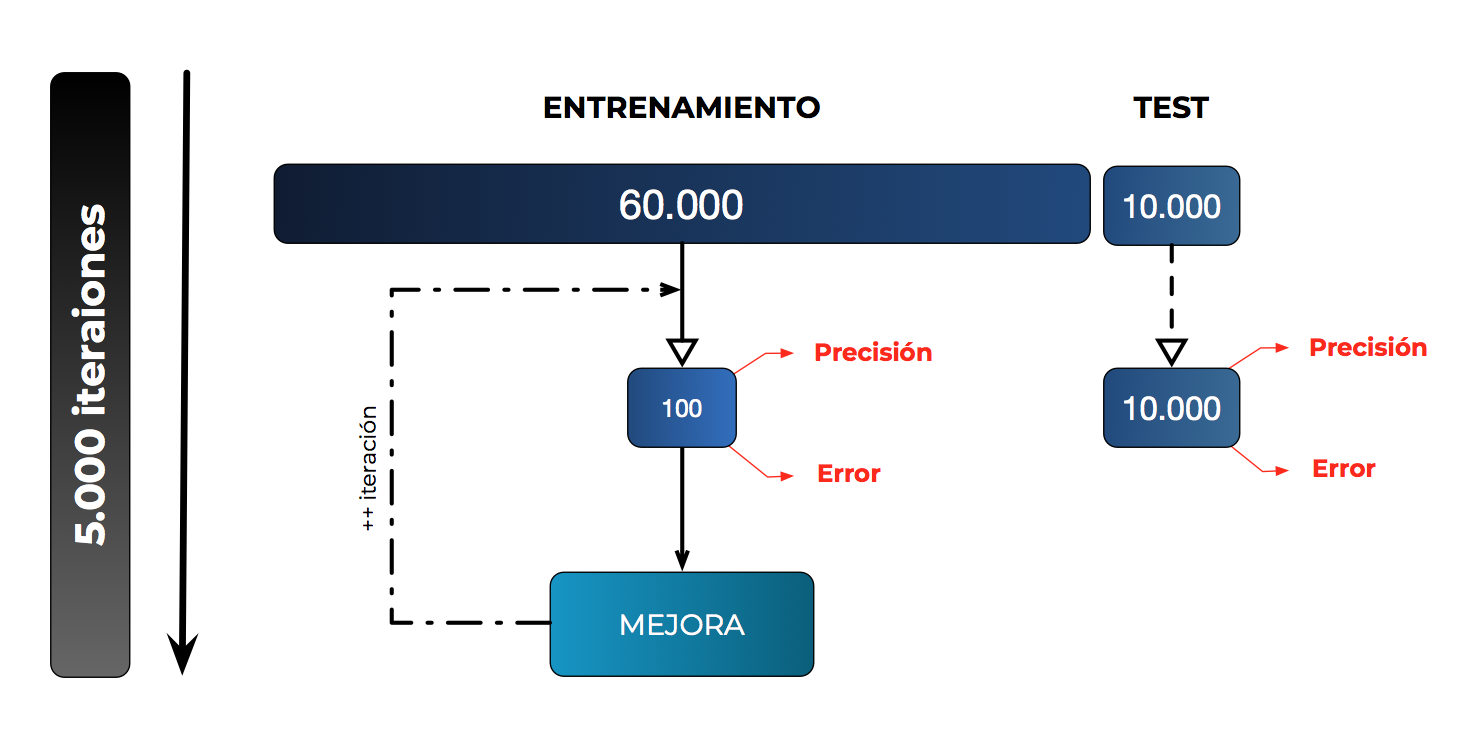 5.000 iteraiones
ENTRENAMIENTO
TEST
60.000
10.000
++ iteración
100
Precisión
Error
10.000
Precisión
Error
MEJORA